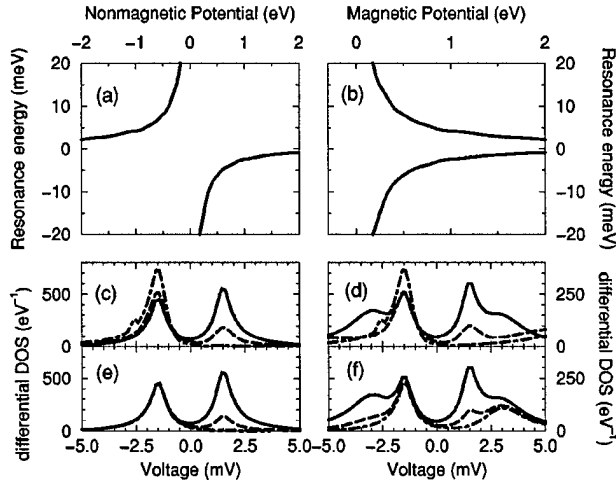 Nonmagnetic Potential (eV) Magnetic Potential (eV)
−2 −1 0 1 2 0 1 2
20 20
10 (a) (b) 10
0 0
−10 −10
−20 −20
Resonance energy (meV) Resonance energy (meV)
500 (c) (d) 250
0 0
500 (e) (f) 250
0 0
differential DOS (eV⁻¹) differential DOS (eV⁻¹)
−5.0 −2.5 0.0 2.5 −5.0 −2.5 0.0 2.5 5.0
Voltage (mV) Voltage (mV)